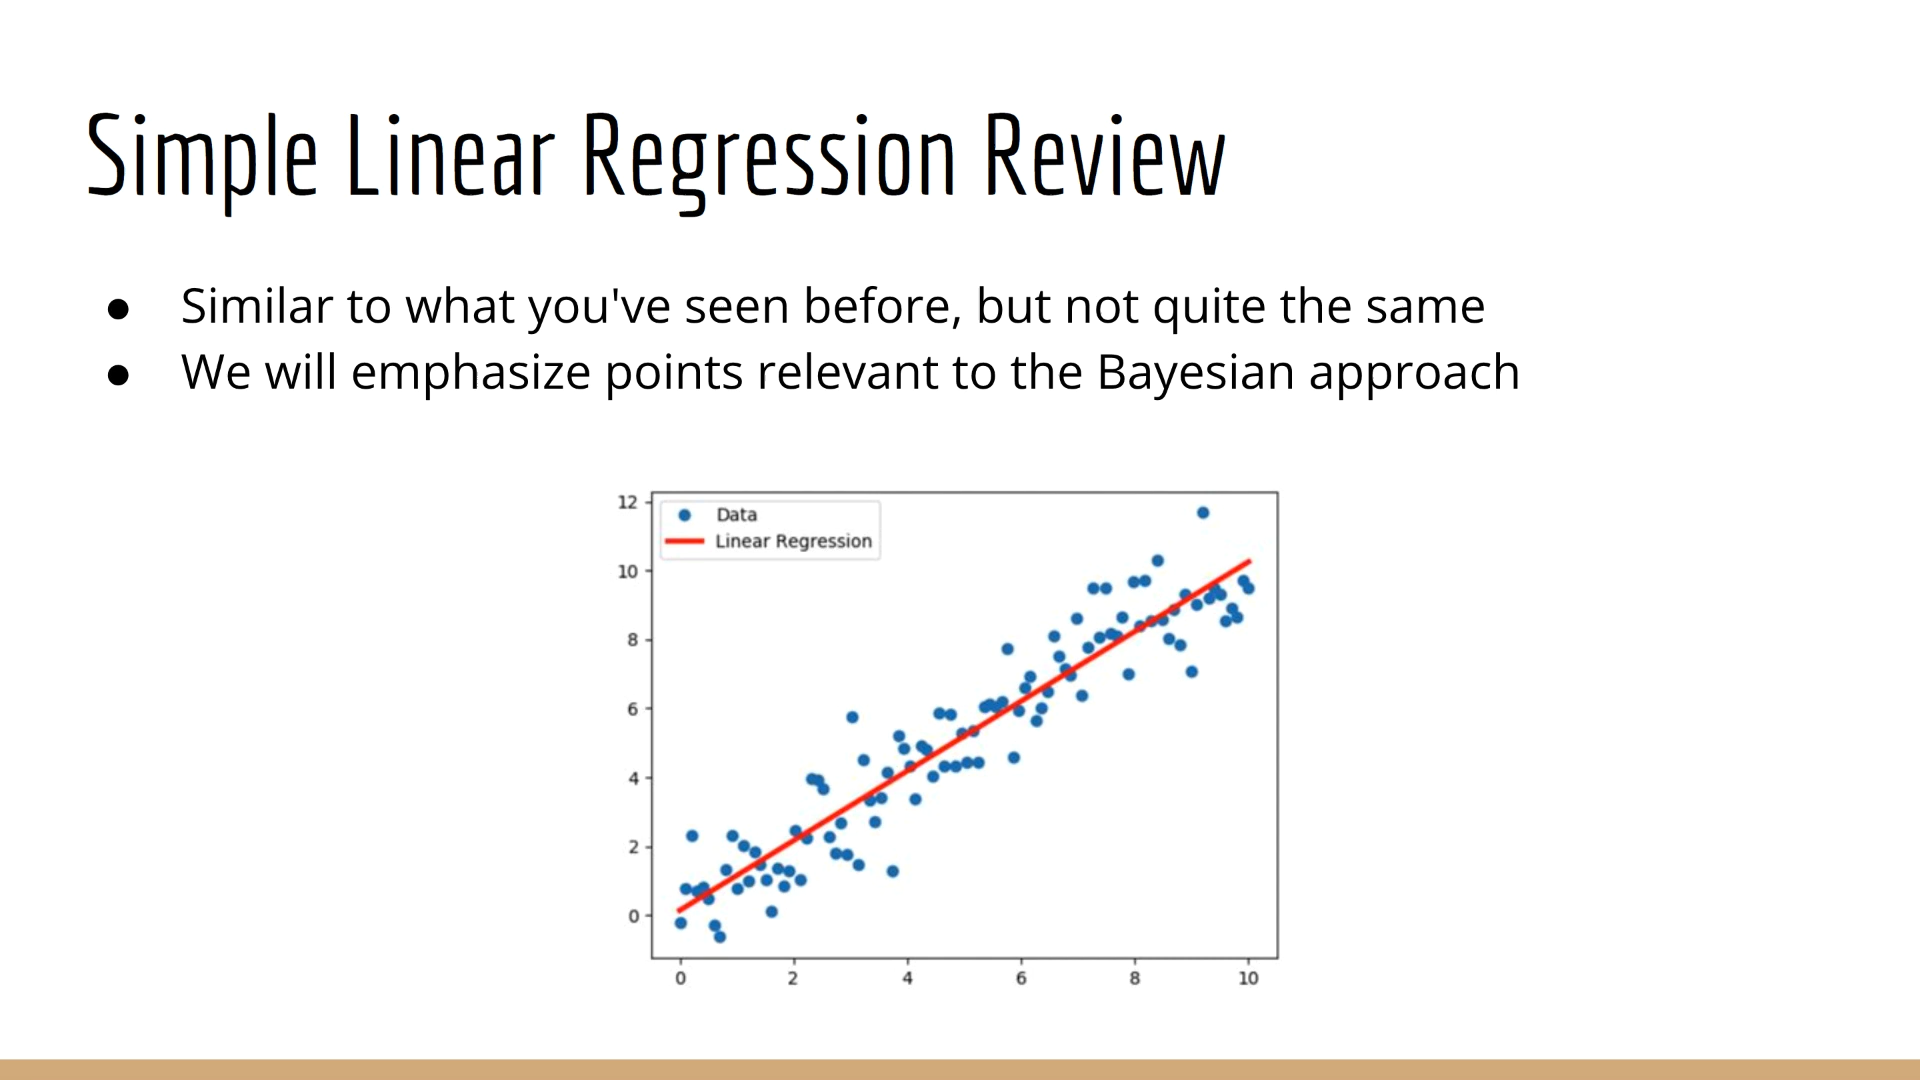 Simple Linear Regression Review
● Similar to what you've seen before, but not quite the same
● We will emphasize points relevant to the Bayesian approach
Data
Linear Regression
12
10
8
6
4
2
0
0 2 4 6 8 10